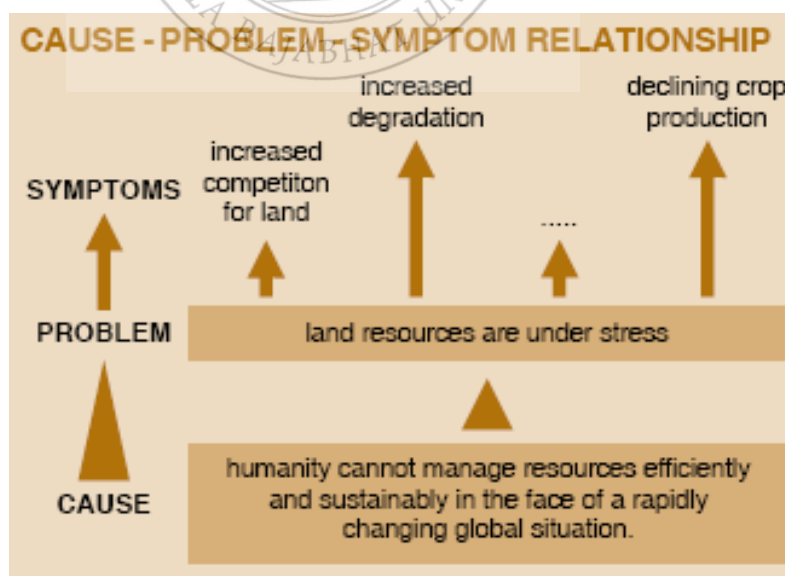 CAUSE - PROBLEM - SYMPTOM RELATIONSHIP
RAJABHAT
increased
degradation
declining crop
production
increased
competiton
for land
SYMPTOMS
.....
PROBLEM
land resources are under stress
CAUSE
humanity cannot manage resources efficiently
and sustainably in the face of a rapidly
changing global situation.